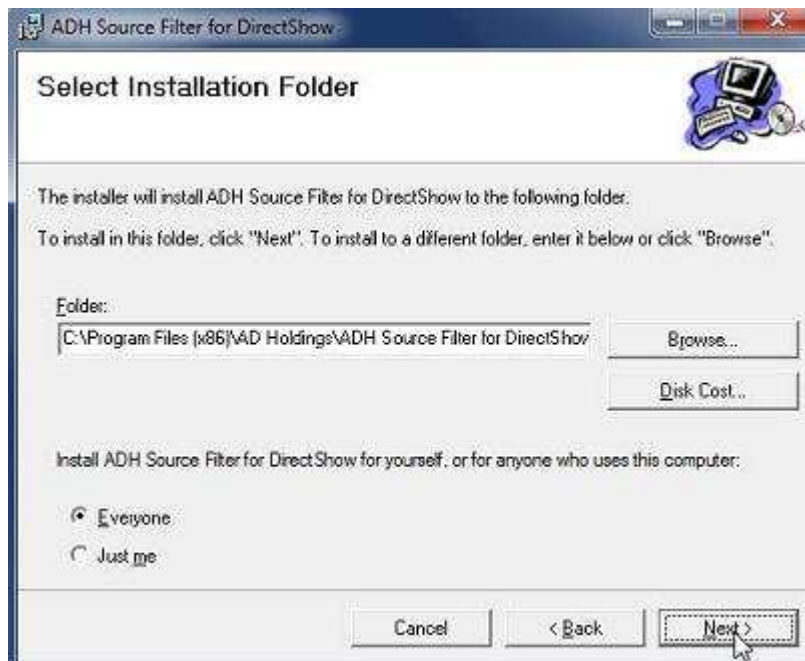 ADH Source Filter for DirectShow
Select Installation Folder
The installer will install ADH Source Filter for DirectShow to the following folder.
To install in this folder, click "Next". To install to a different folder, enter it below or click "Browse".
Folder:
C:\Program Files (x86)\AD Holdings\ADH Source Filter for DirectShow
Browse...
Disk Cost...
Install ADH Source Filter for DirectShow for yourself, or for anyone who uses this computer:
Everyone
Just me
Cancel
< Back
Next >